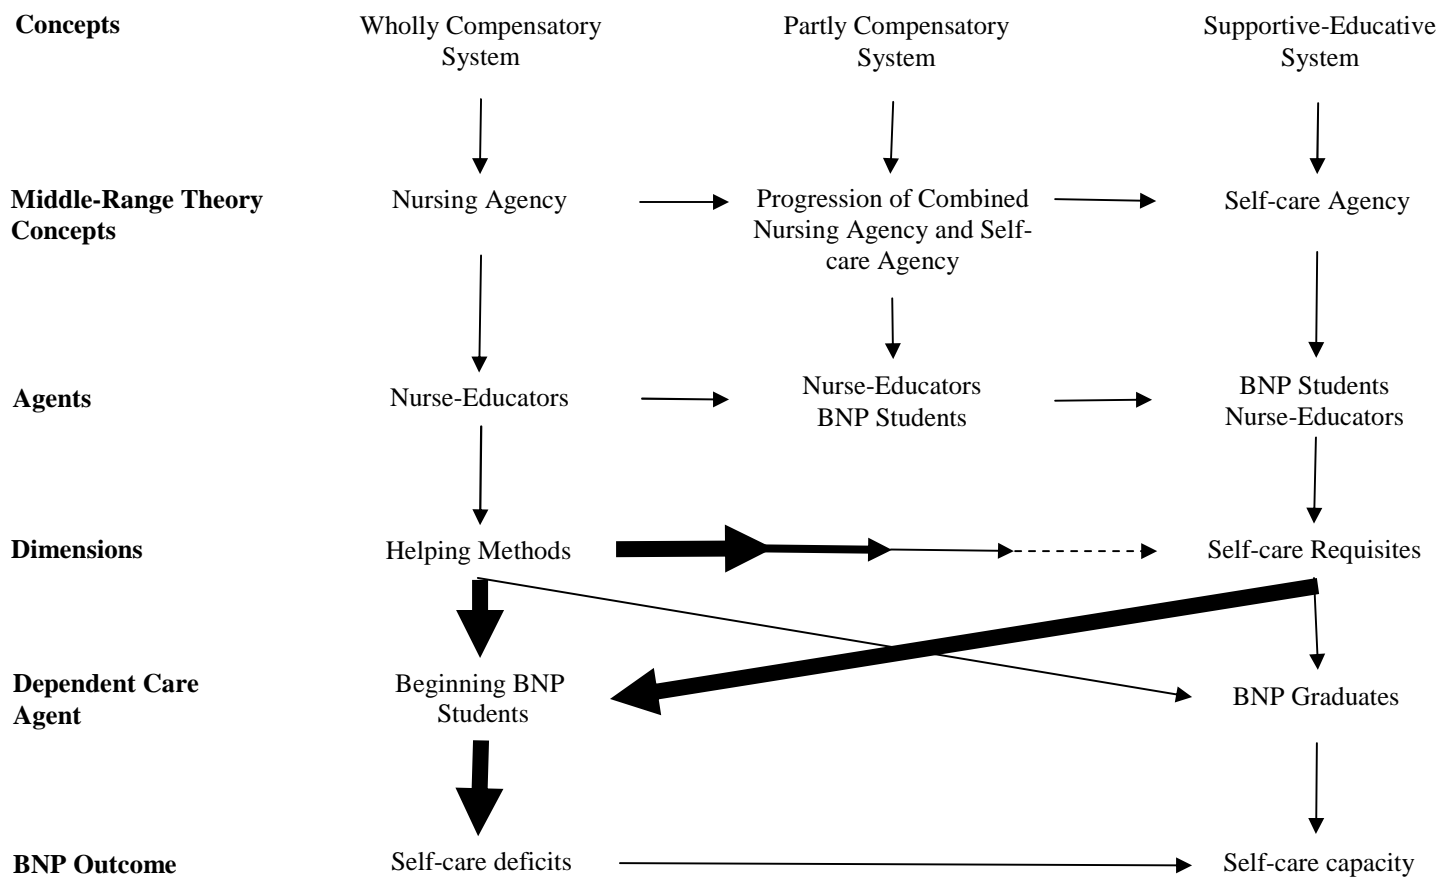 Concepts
Wholly Compensatory
System
Partly Compensatory
System
Supportive-Educative
System
Middle-Range Theory
Concepts
Nursing Agency
Progression of Combined
Nursing Agency and Self-
care Agency
Self-care Agency
Agents
Nurse-Educators
Nurse-Educators
BNP Students
BNP Students
Nurse-Educators
Dimensions
Helping Methods
Self-care Requisites
Dependent Care
Agent
Beginning BNP
Students
BNP Graduates
BNP Outcome
Self-care deficits
Self-care capacity